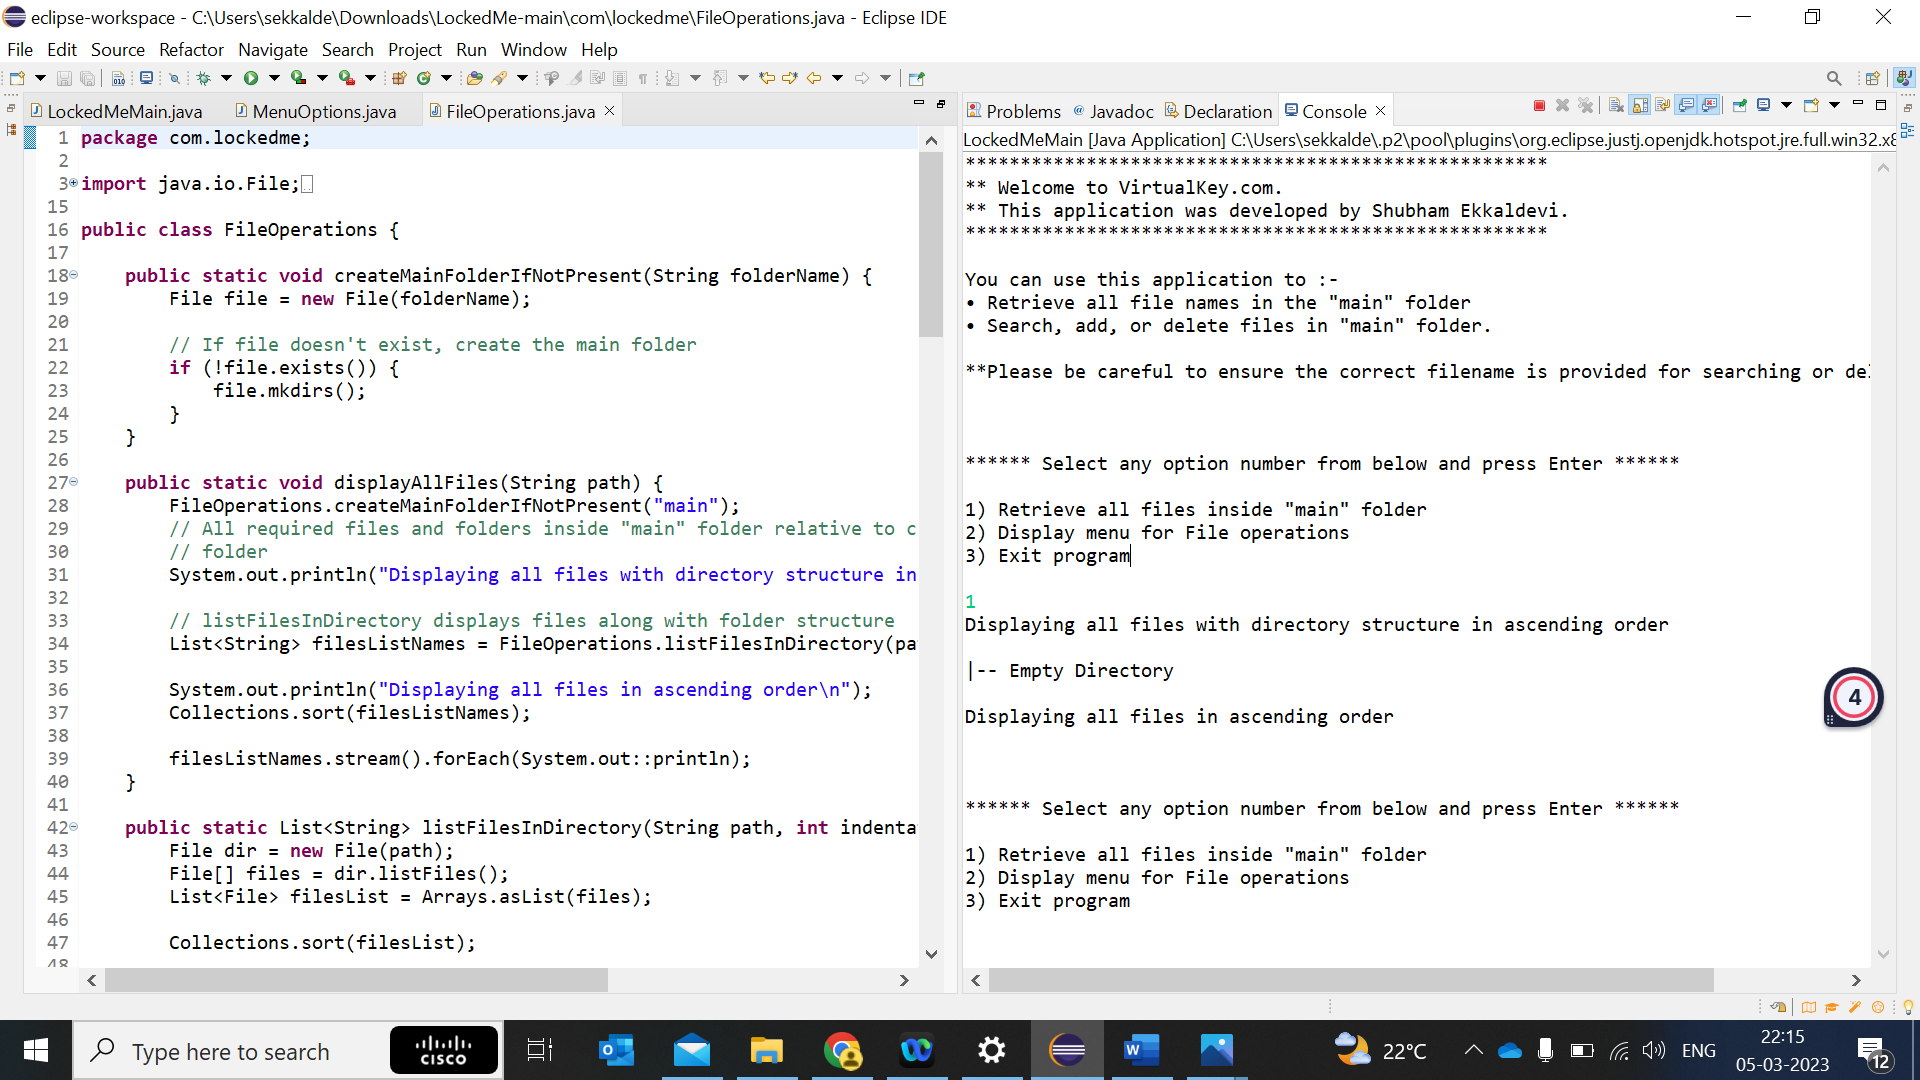 eclipse-workspace - C:\Users\sekkalde\Downloads\LockedMe-main\com\lockedme\FileOperations.java - Eclipse IDE
File Edit Source Refactor Navigate Search Project Run Window Help
LockedMeMain.java MenuOptions.java FileOperations.java
1 package com.lockedme;
2
3 import java.io.File;
15
16 public class FileOperations {
17
18 public static void createMainFolderIfNotPresent(String folderName) {
19 File file = new File(folderName);
20
21 // If file doesn't exist, create the main folder
22 if (!file.exists()) {
23 file.mkdirs();
24 }
25 }
26
27 public static void displayAllFiles(String path) {
28 FileOperations.createMainFolderIfNotPresent("main");
29 // All required files and folders inside "main" folder relative to c
30 // folder
31 System.out.println("Displaying all files with directory structure in
32
33 // listFilesInDirectory displays files along with folder structure
34 List<String> filesListNames = FileOperations.listFilesInDirectory(pa
35
36 System.out.println("Displaying all files in ascending order\n");
37 Collections.sort(filesListNames);
38
39 filesListNames.stream().forEach(System.out::println);
40 }
41
42 public static List<String> listFilesInDirectory(String path, int indenta
43 File dir = new File(path);
44 File[] files = dir.listFiles();
45 List<File> filesList = Arrays.asList(files);
46
47 Collections.sort(filesList);
48
Problems Javadoc Declaration Console
LockedMeMain [Java Application] C:\Users\sekkalde\.p2\pool\plugins\org.eclipse.justj.openjdk.hotspot.jre.full.win32.x8
*****************************************************
** Welcome to VirtualKey.com.
** This application was developed by Shubham Ekkaldevi.
*****************************************************
You can use this application to :-
• Retrieve all file names in the "main" folder
• Search, add, or delete files in "main" folder.
**Please be careful to ensure the correct filename is provided for searching or del
****** Select any option number from below and press Enter ******
1) Retrieve all files inside "main" folder
2) Display menu for File operations
3) Exit program
1
Displaying all files with directory structure in ascending order
|-- Empty Directory
Displaying all files in ascending order
****** Select any option number from below and press Enter ******
1) Retrieve all files inside "main" folder
2) Display menu for File operations
3) Exit program
4
Type here to search
CISCO
22°C
ENG
22:15
05-03-2023
12